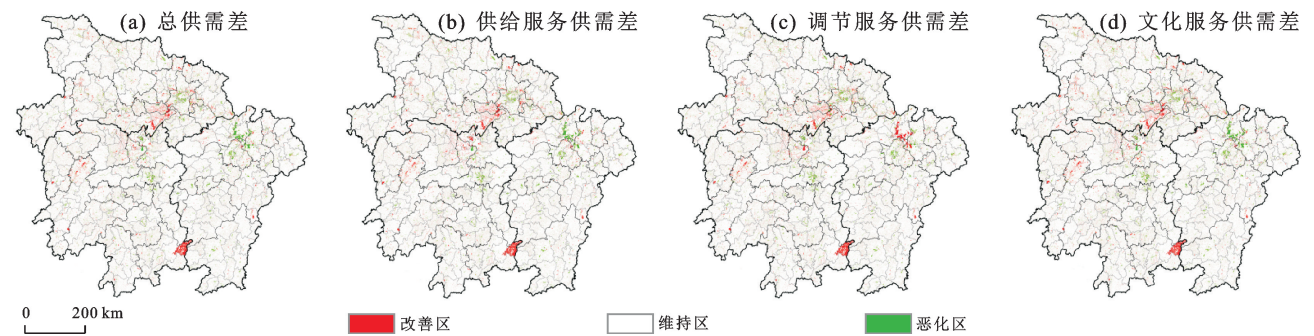 (a) 总供需差
(b) 供给服务供需差
(c) 调节服务供需差
(d) 文化服务供需差
0 200 km
改善区
维持区
恶化区